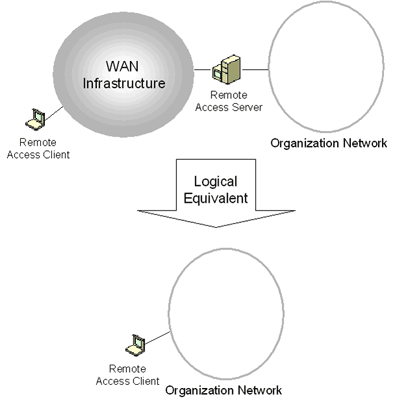 WAN
Infrastructure
Remote
Access Server
Remote
Access Client
Organization Network
Logical
Equivalent
Remote
Access Client
Organization Network